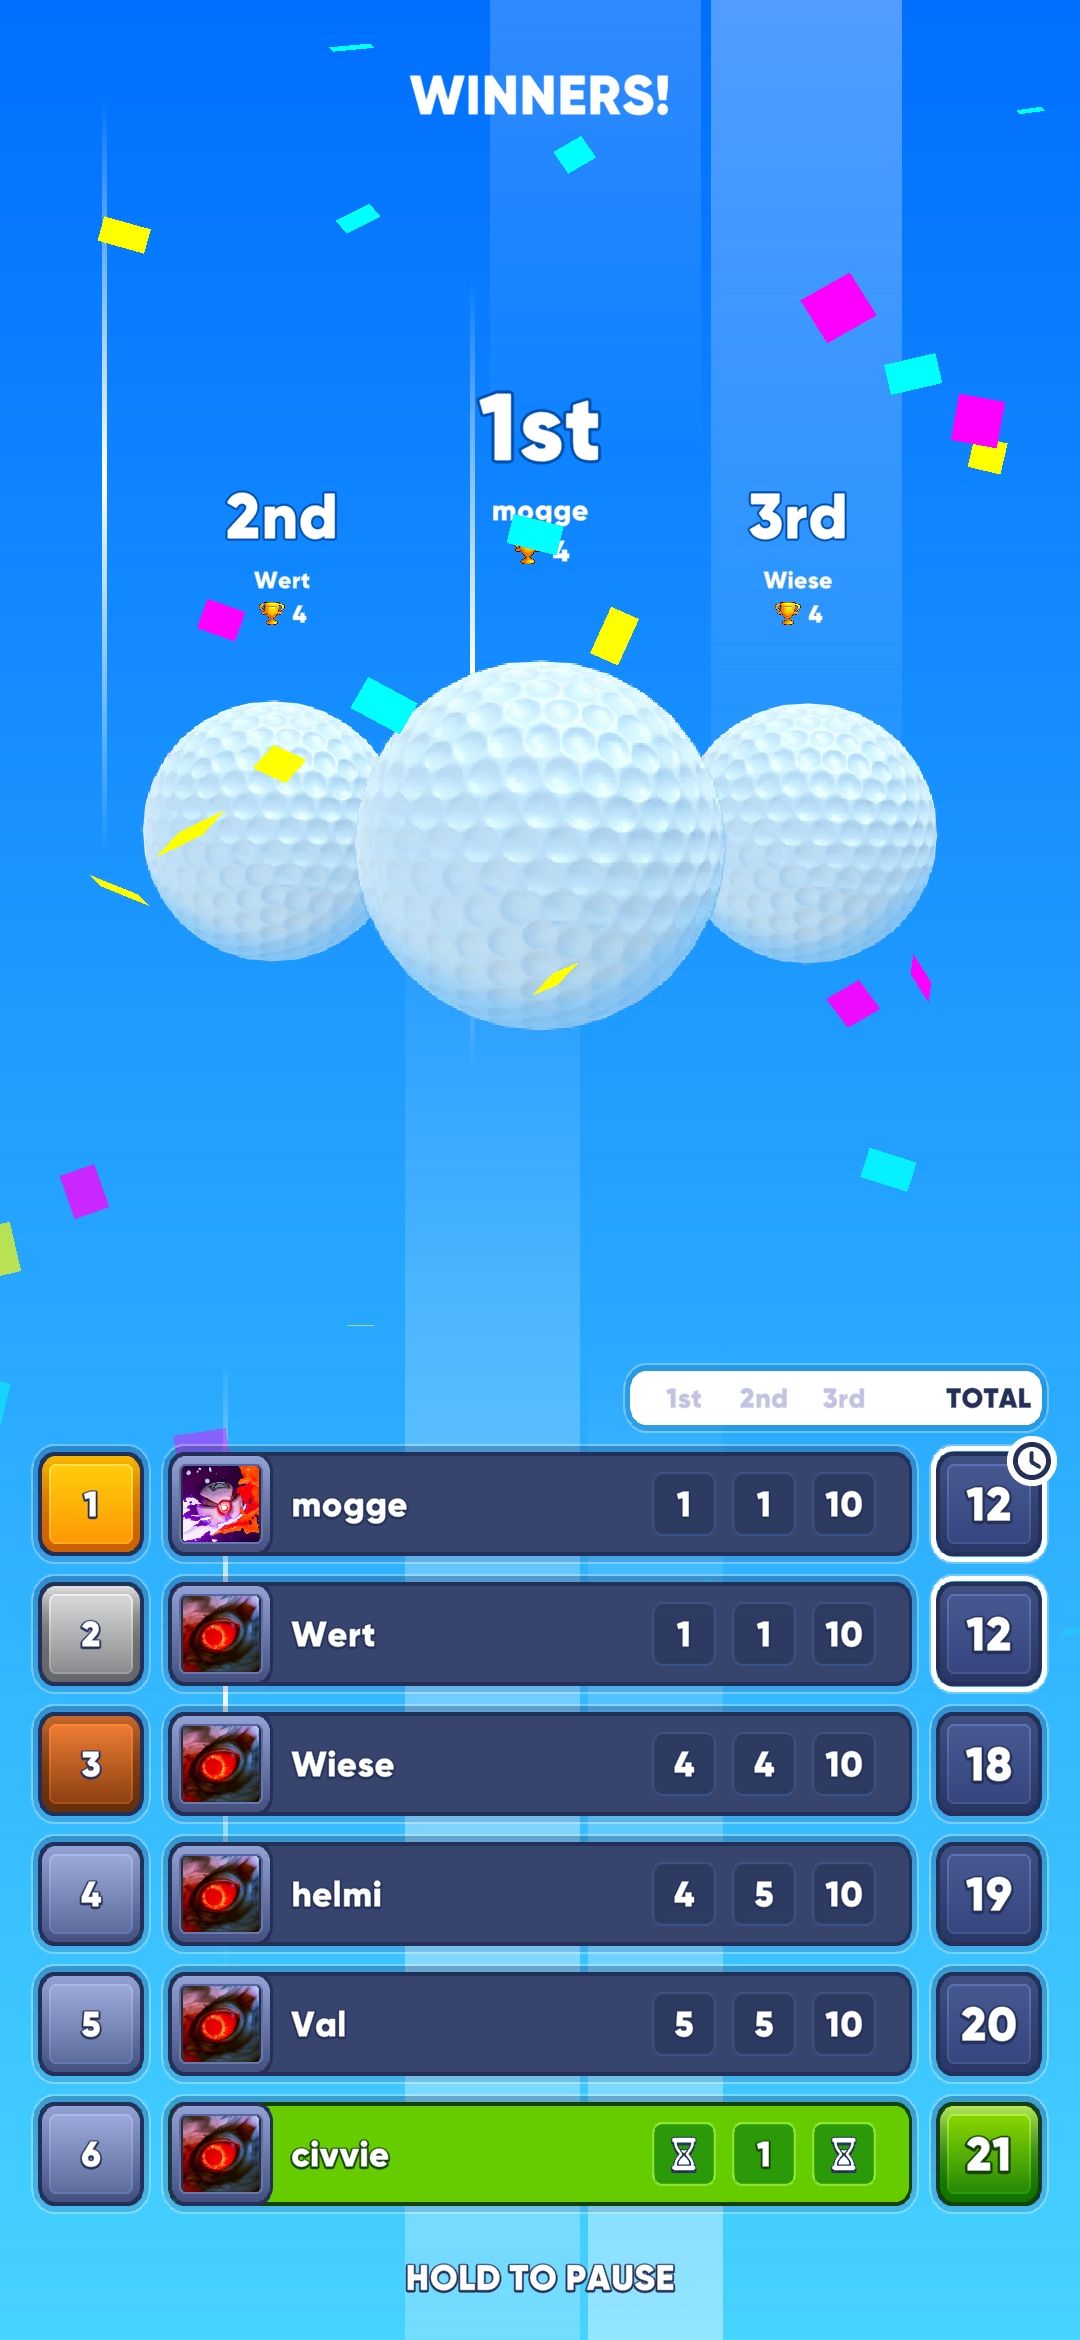 WINNERS!
1st
mogge
4
2nd
Wert
4
3rd
Wiese
4
1st 2nd 3rd TOTAL
1 mogge 1 1 10 12
2 Wert 1 1 10 12
3 Wiese 4 4 10 18
4 helmi 4 5 10 19
5 Val 5 5 10 20
6 civvie 1 21
HOLD TO PAUSE